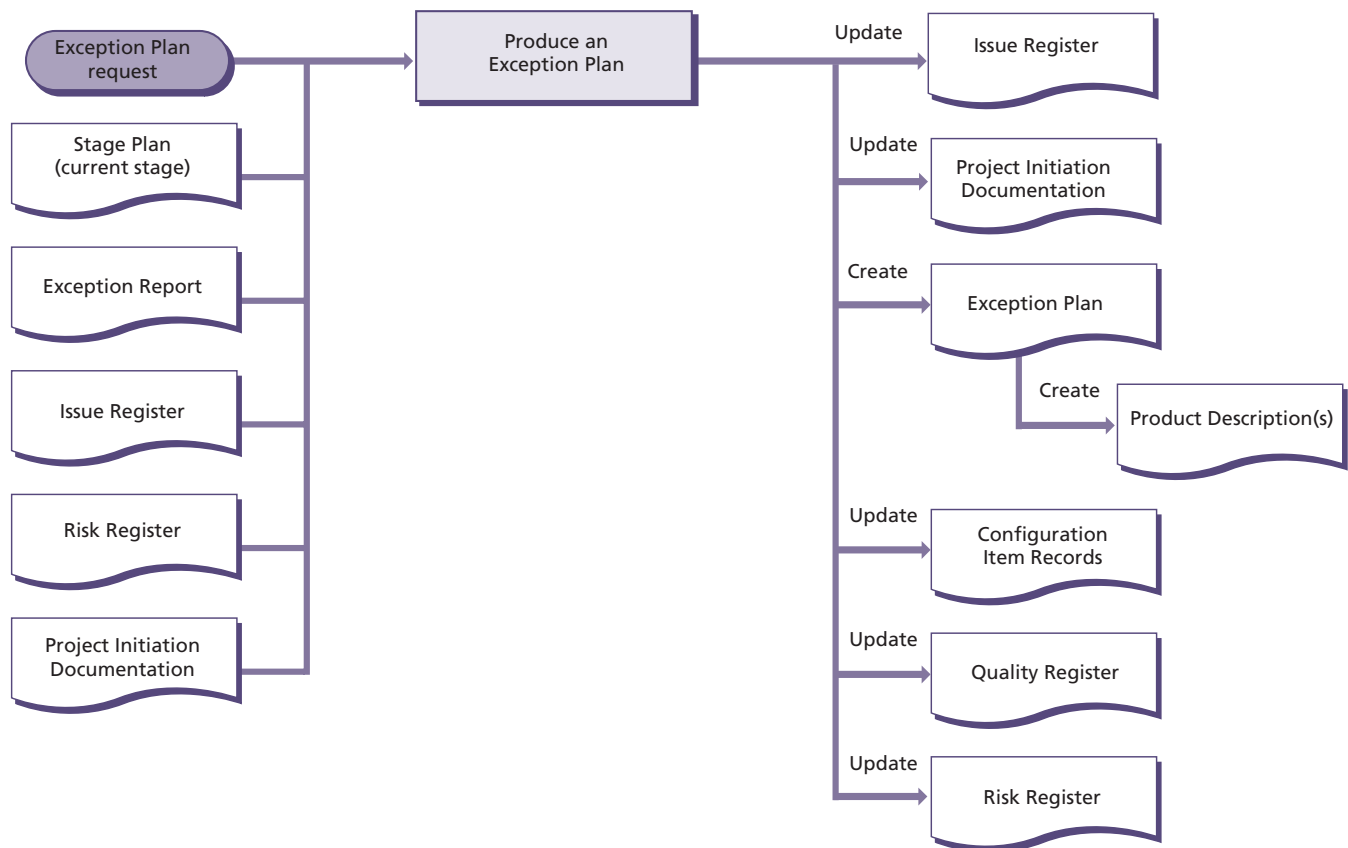 Exception Plan
request
Stage Plan
(current stage)
Exception Report
Issue Register
Risk Register
Project Initiation
Documentation
Produce an
Exception Plan
Update
Issue Register
Update
Project Initiation
Documentation
Create
Exception Plan
Create
Product Description(s)
Update
Configuration
Item Records
Update
Quality Register
Update
Risk Register